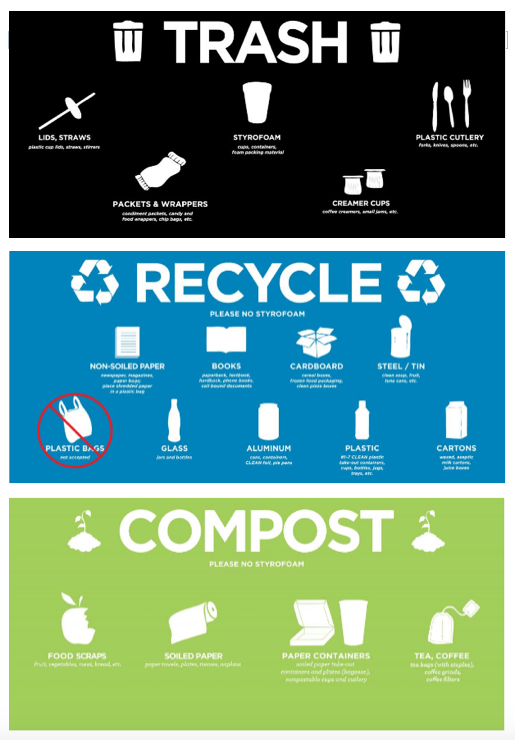 TRASH
LIDS, STRAWS
plastic cup lids, straws, stirrers
STYROFOAM
cups, containers,
foam packing material
PLASTIC CUTLERY
forks, knives, spoons, etc.
PACKETS & WRAPPERS
condiment packets, candy and
food wrappers, chip bags, etc.
CREAMER CUPS
coffee creamers, small jams, etc.
RECYCLE
PLEASE NO STYROFOAM
NON-SOILED PAPER
newspaper, magazines,
paper bags,
place shredded paper
in a plastic bag
BOOKS
paperback, textbook,
hardback, phone books,
coil bound documents
CARDBOARD
cereal boxes,
frozen food packaging,
clean pizza boxes
STEEL / TIN
clean soup, fruit,
tuna cans, etc.
PLASTIC BAGS
not accepted
GLASS
jars and bottles
ALUMINUM
cans, containers,
CLEAN foil, pie pans
PLASTIC
#1-7 CLEAN plastic
take-out containers,
cups, bottles, jugs,
trays, etc.
CARTONS
waxed, aseptic
milk cartons,
juice boxes
COMPOST
PLEASE NO STYROFOAM
FOOD SCRAPS
fruit, vegetables, meat, bread, etc.
SOILED PAPER
paper towels, plates, tissues, napkins
PAPER CONTAINERS
soiled paper take-out
containers and plates (bagasse),
compostable cups and cutlery
TEA, COFFEE
tea bags (with staples),
coffee grinds,
coffee filters